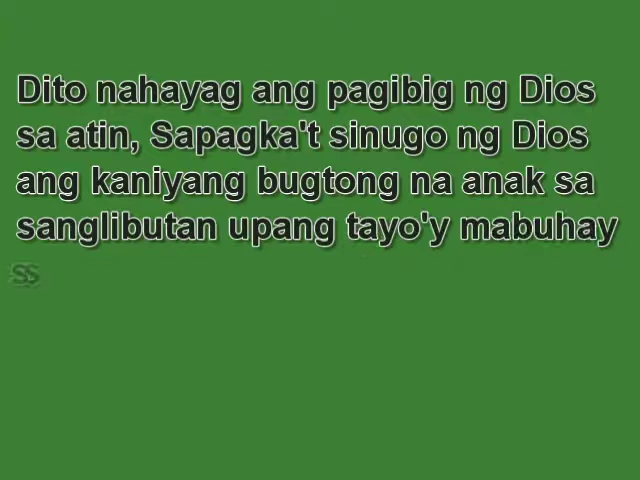 Dito nahayag ang pagibig ng Dios
sa atin, Sapagka't sinugo ng Dios
ang kaniyang bugtong na anak sa
sanglibutan upang tayo'y mabuhay
SS